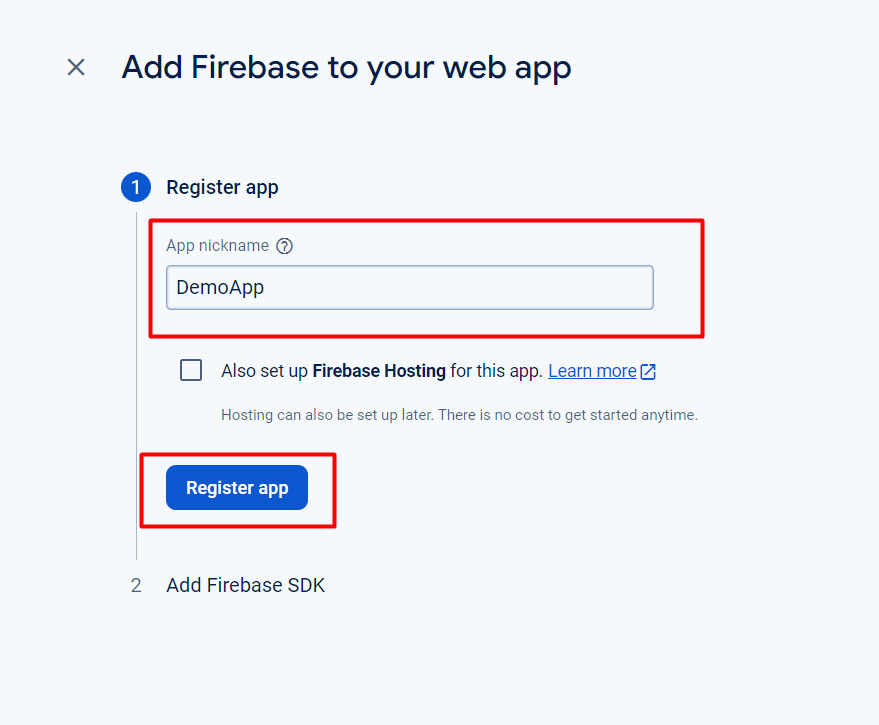 Add Firebase to your web app
1 Register app
App nickname
DemoApp
Also set up Firebase Hosting for this app. Learn more
Hosting can also be set up later. There is no cost to get started anytime.
Register app
2 Add Firebase SDK